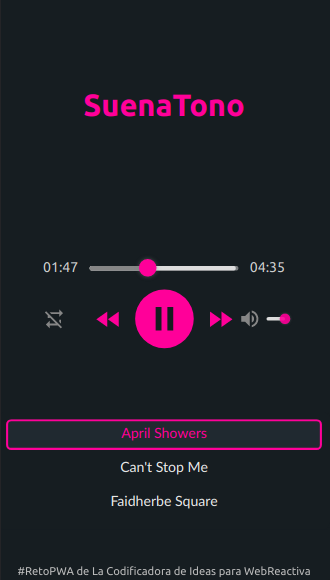 SuenaTono
01:47 04:35
April Showers
Can't Stop Me
Faidherbe Square
#RetoPWA de La Codificadora de Ideas para WebReactiva